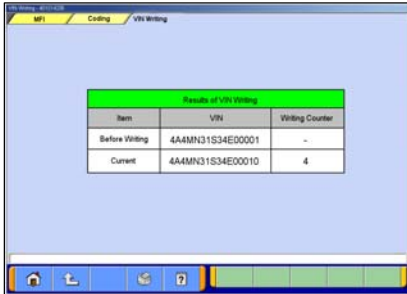 MFI Coding VIN Writing
Results of VIN Writing
Item VIN Writing Counter
Before Writing 4A4MN31S34E00001 -
Current 4A4MN31S34E00010 4
?